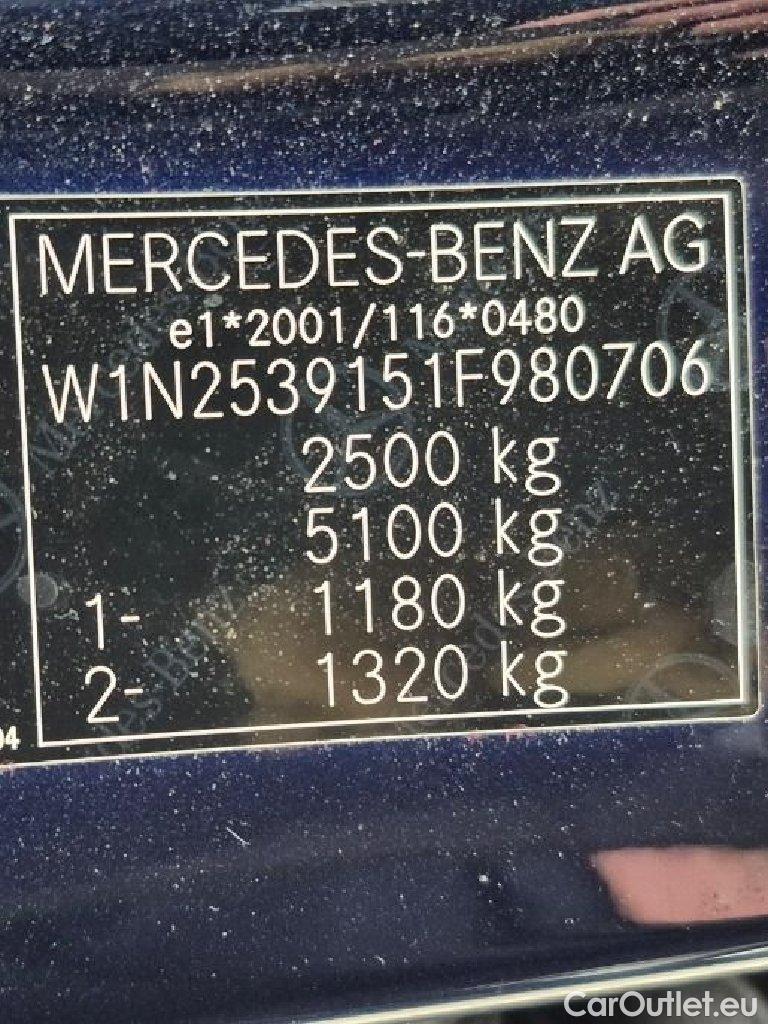 MERCEDES-BENZ AG
e1*2001/116*0480
W1N2539151F980706
2500 kg
5100 kg
1- 1180 kg
2- 1320 kg
04
CarOutlet.eu